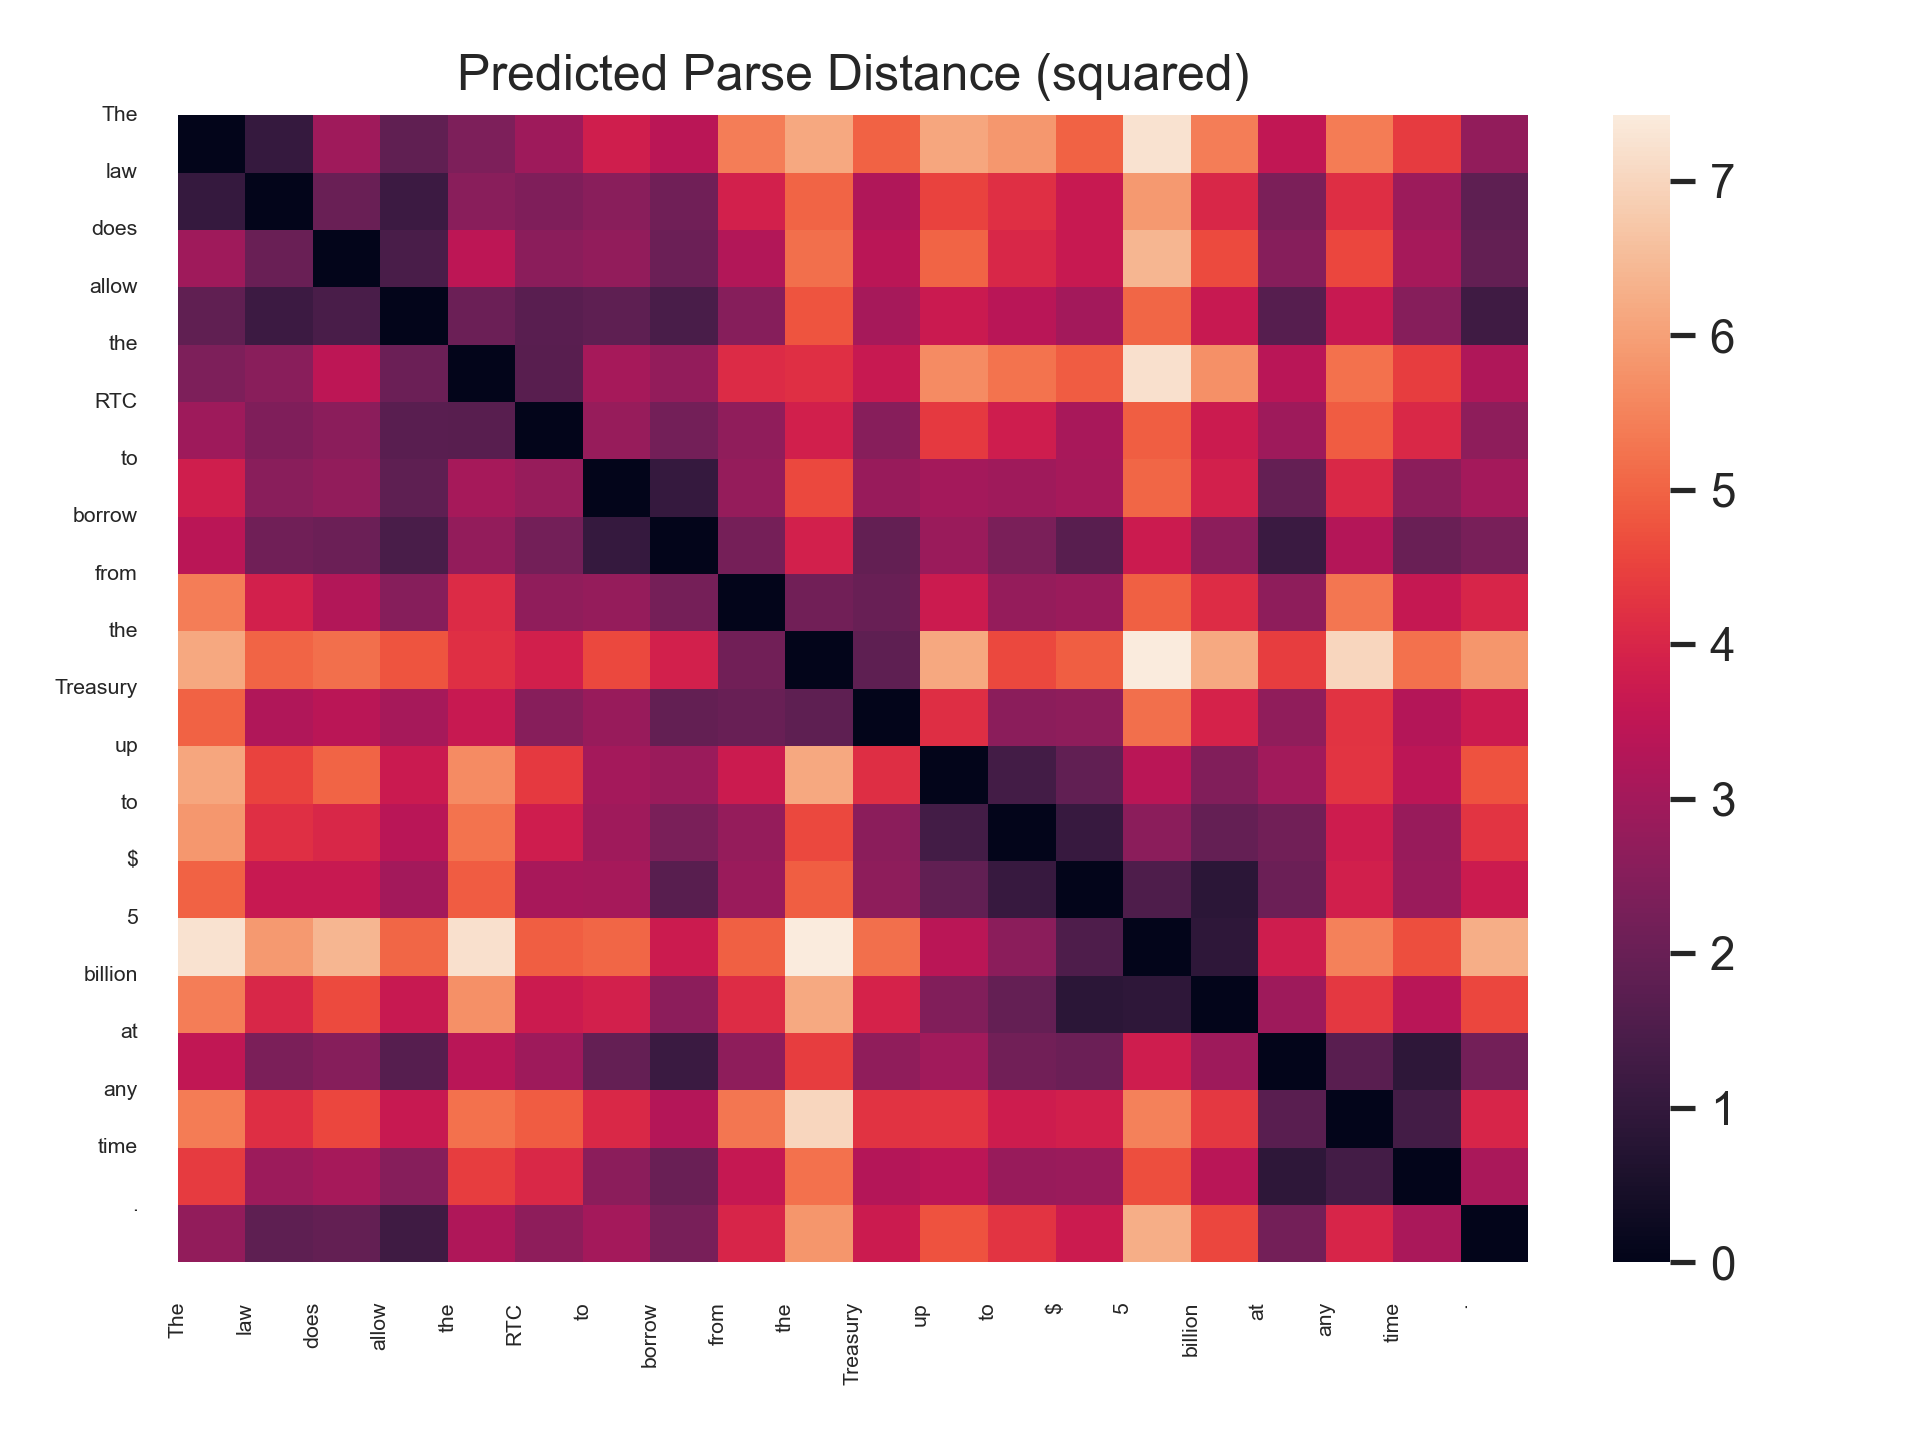 Predicted Parse Distance (squared)
The
law
does
allow
the
RTC
to
borrow
from
the
Treasury
up
to
$
5
billion
at
any
time
.
7
6
5
4
3
2
1
0
The
law
does
allow
the
RTC
to
borrow
from
the
Treasury
up
to
$
5
billion
at
any
time
.